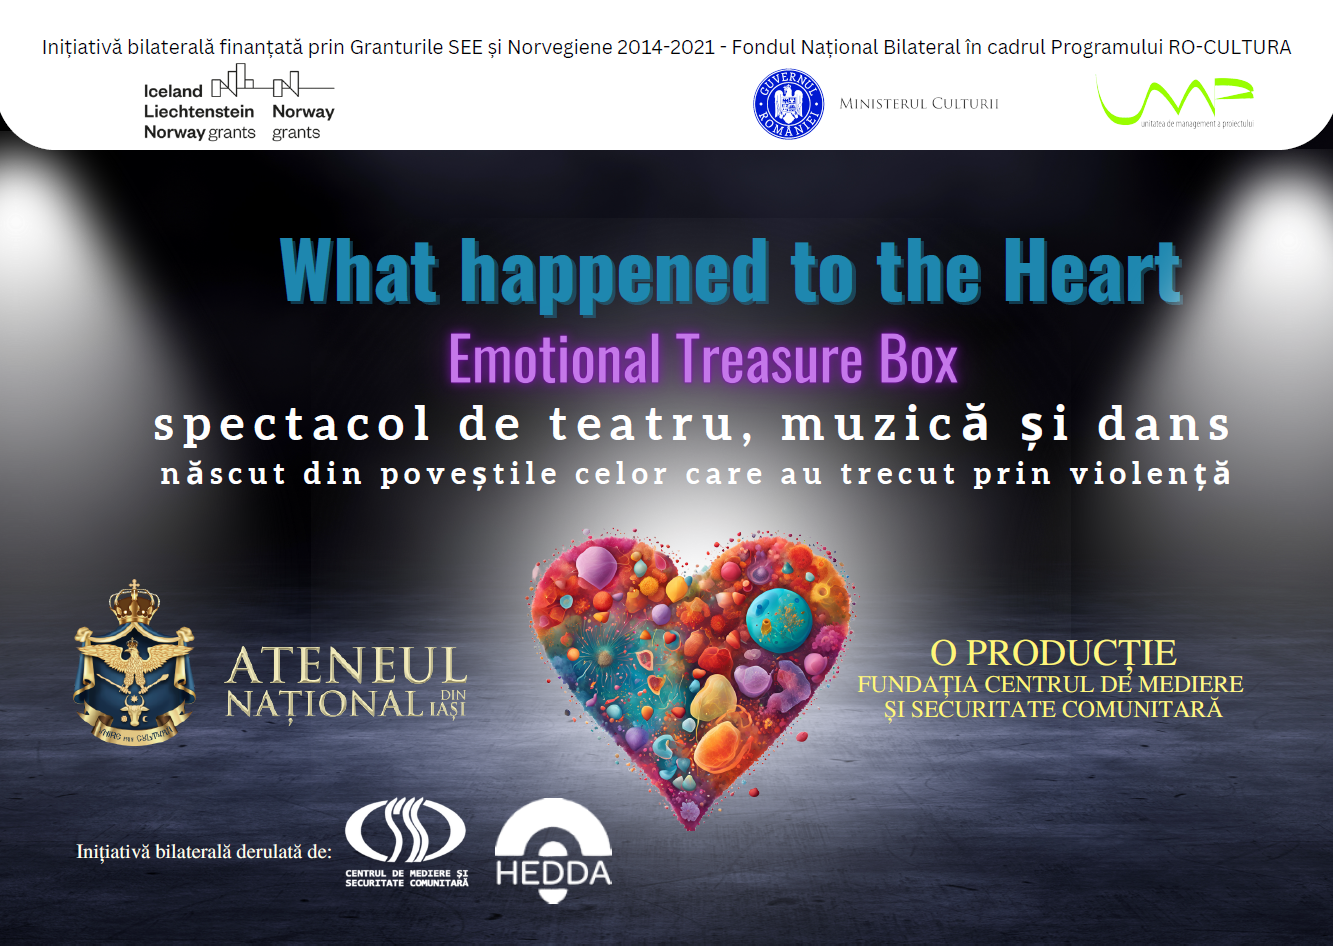 Inițiativă bilaterală finanțată prin Granturile SEE și Norvegiene 2014-2021 - Fondul Național Bilateral în cadrul Programului RO-CULTURA
Iceland
Liechtenstein
Norway grants
Norway
grants
GUVERNUL ROMÂNIEI
MINISTERUL CULTURII
UMP
unitatea de management a proiectului
What happened to the Heart
Emotional Treasure Box
spectacol de teatru, muzică și dans
născut din poveștile celor care au trecut prin violență
ATENEUL
NAȚIONAL DIN IAȘI
O PRODUCȚIE
FUNDAȚIA CENTRUL DE MEDIERE
ȘI SECURITATE COMUNITARĂ
Inițiativă bilaterală derulată de:
CENTRUL DE MEDIERE ȘI
SECURITATE COMUNITARĂ
HEDDA